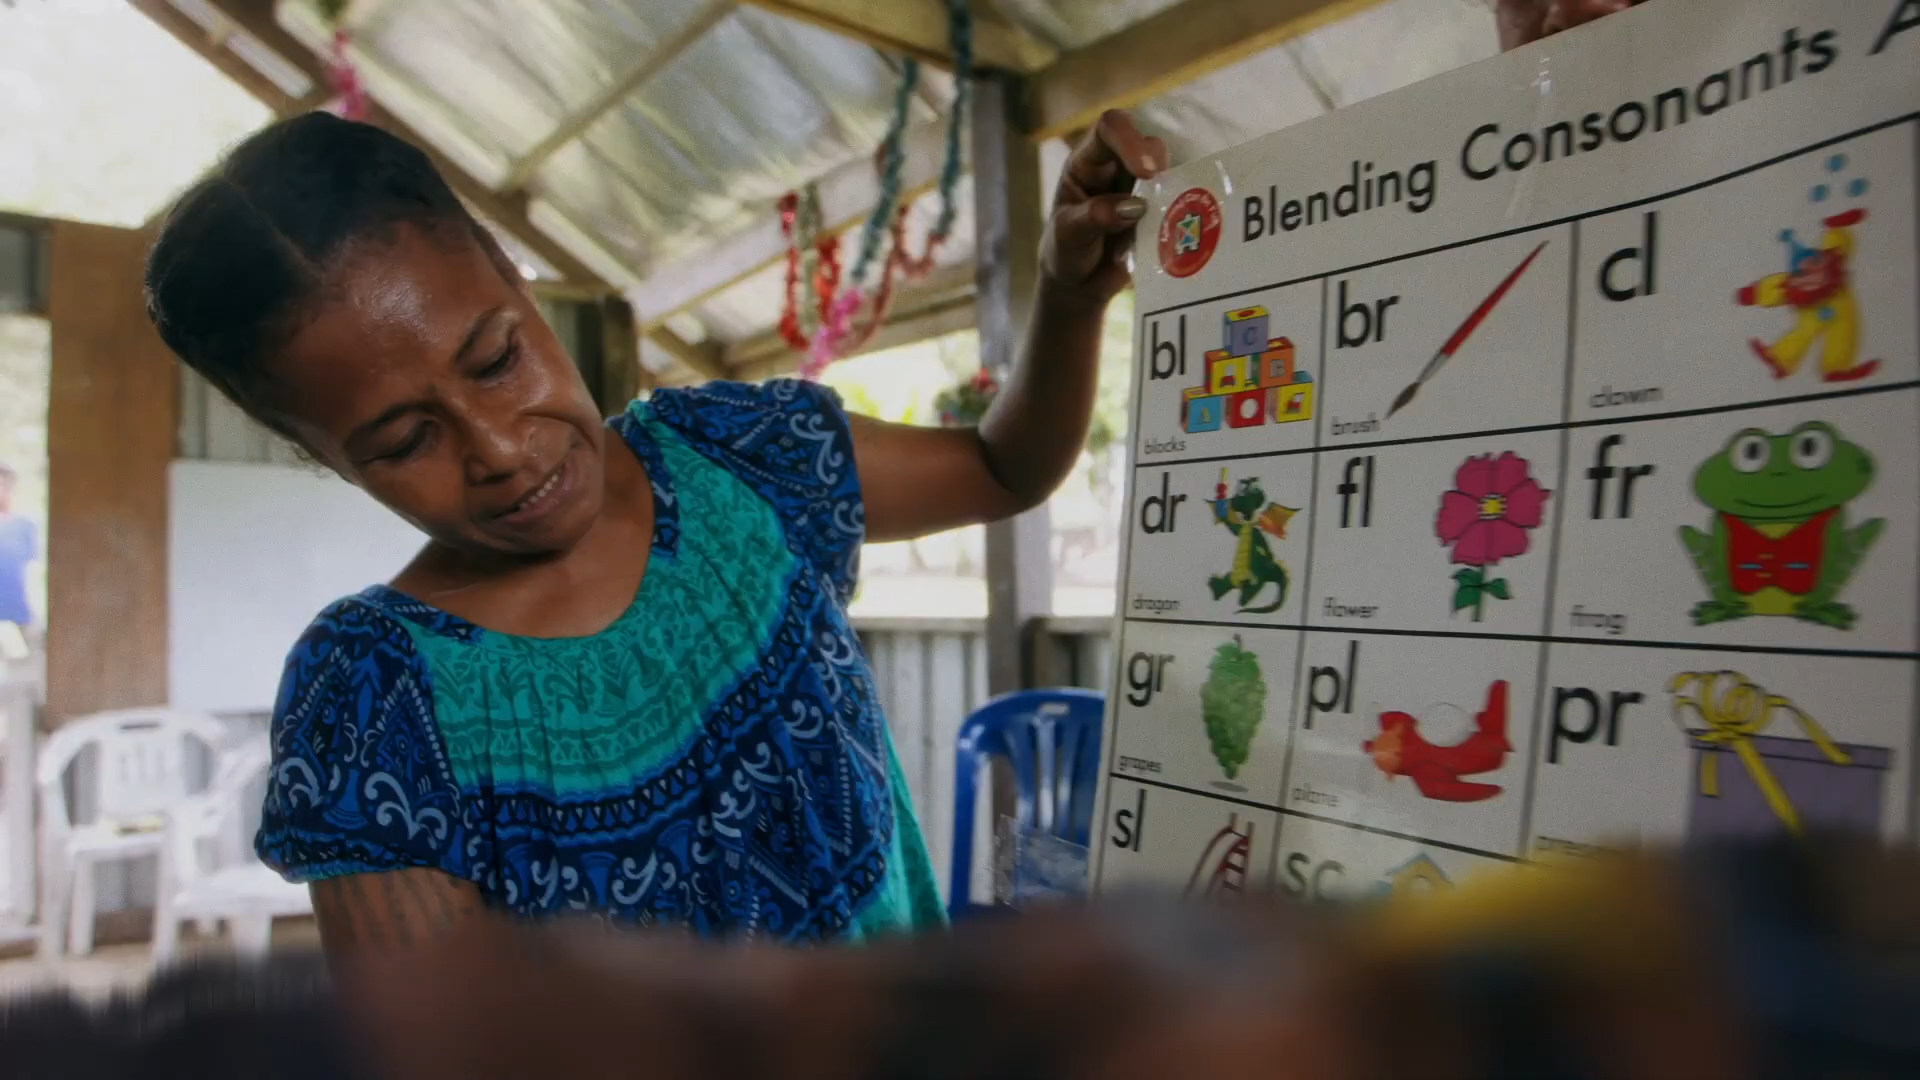 Blending Consonants A
bl
blocks
br
brush
cl
clown
dr
dragon
fl
flower
fr
frog
gr
grapes
pl
plane
pr
sl
sc